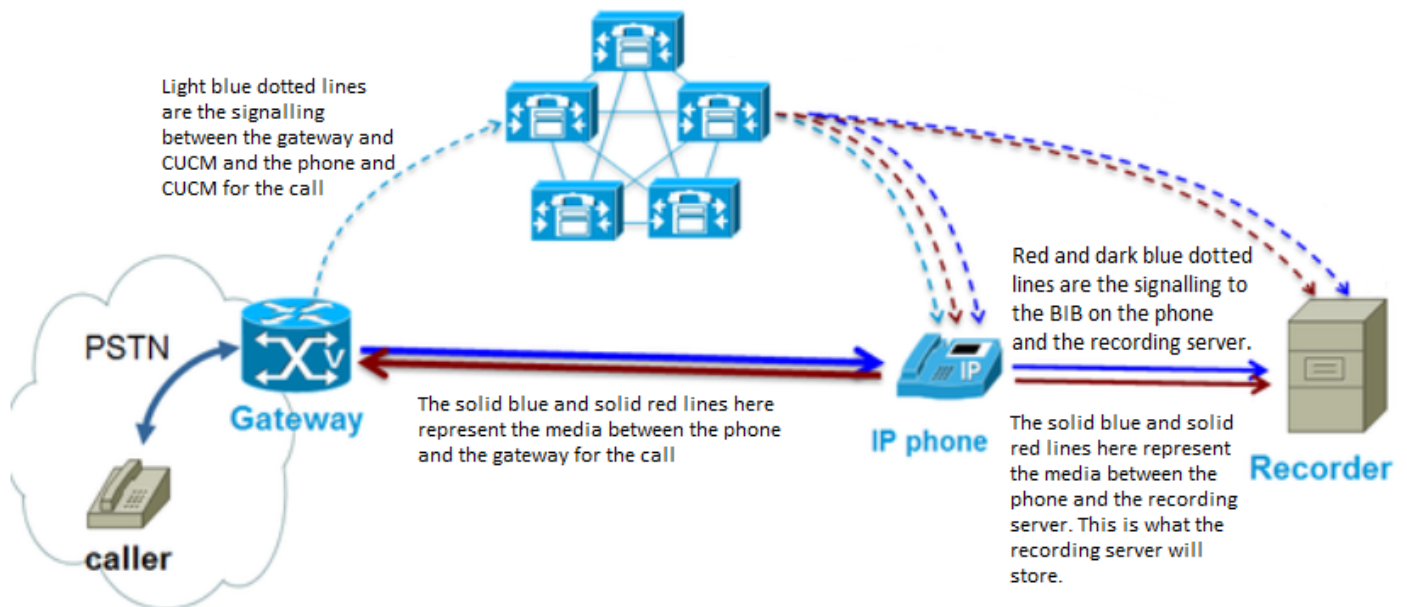 Light blue dotted lines
are the signalling
between the gateway and
CUCM and the phone and
CUCM for the call
PSTN
V
Gateway
caller
The solid blue and solid red lines here
represent the media between the phone
and the gateway for the call
IP
IP phone
Red and dark blue dotted
lines are the signalling to
the BIB on the phone
and the recording server.
The solid blue and solid
red lines here represent
the media between the
phone and the recording
server. This is what the
recording server will
store.
Recorder